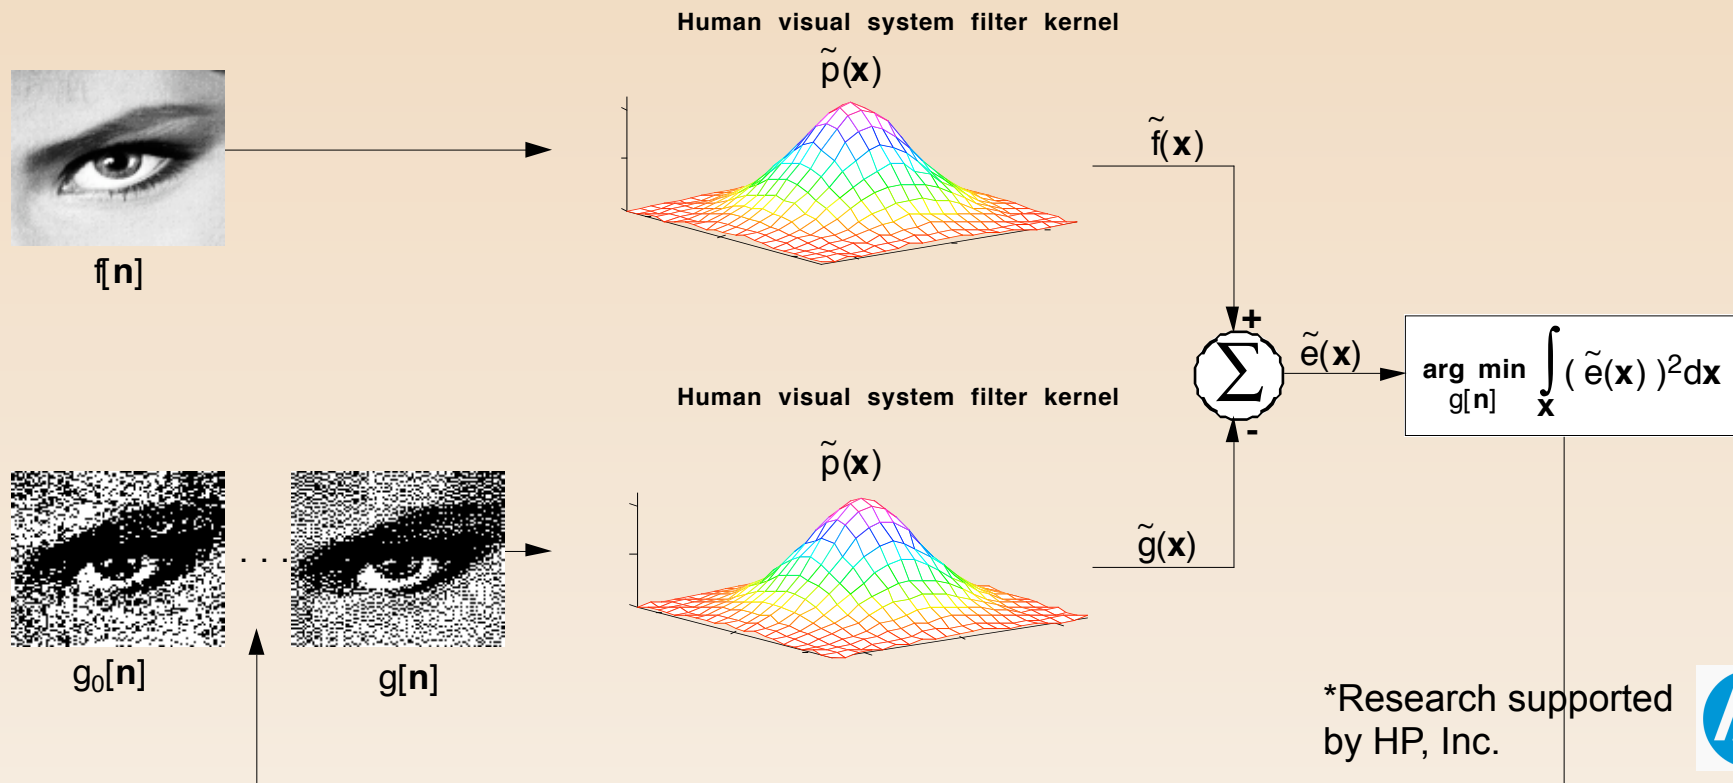 Human visual system filter kernel
p̃(x)
f[n]
f̃(x)
+
Σ
-
ẽ(x)
arg min ∫ ( ẽ(x) )²dx
g[n] x
Human visual system filter kernel
p̃(x)
g̃(x)
. . .
g₀[n]
g[n]
*Research supported
by HP, Inc.